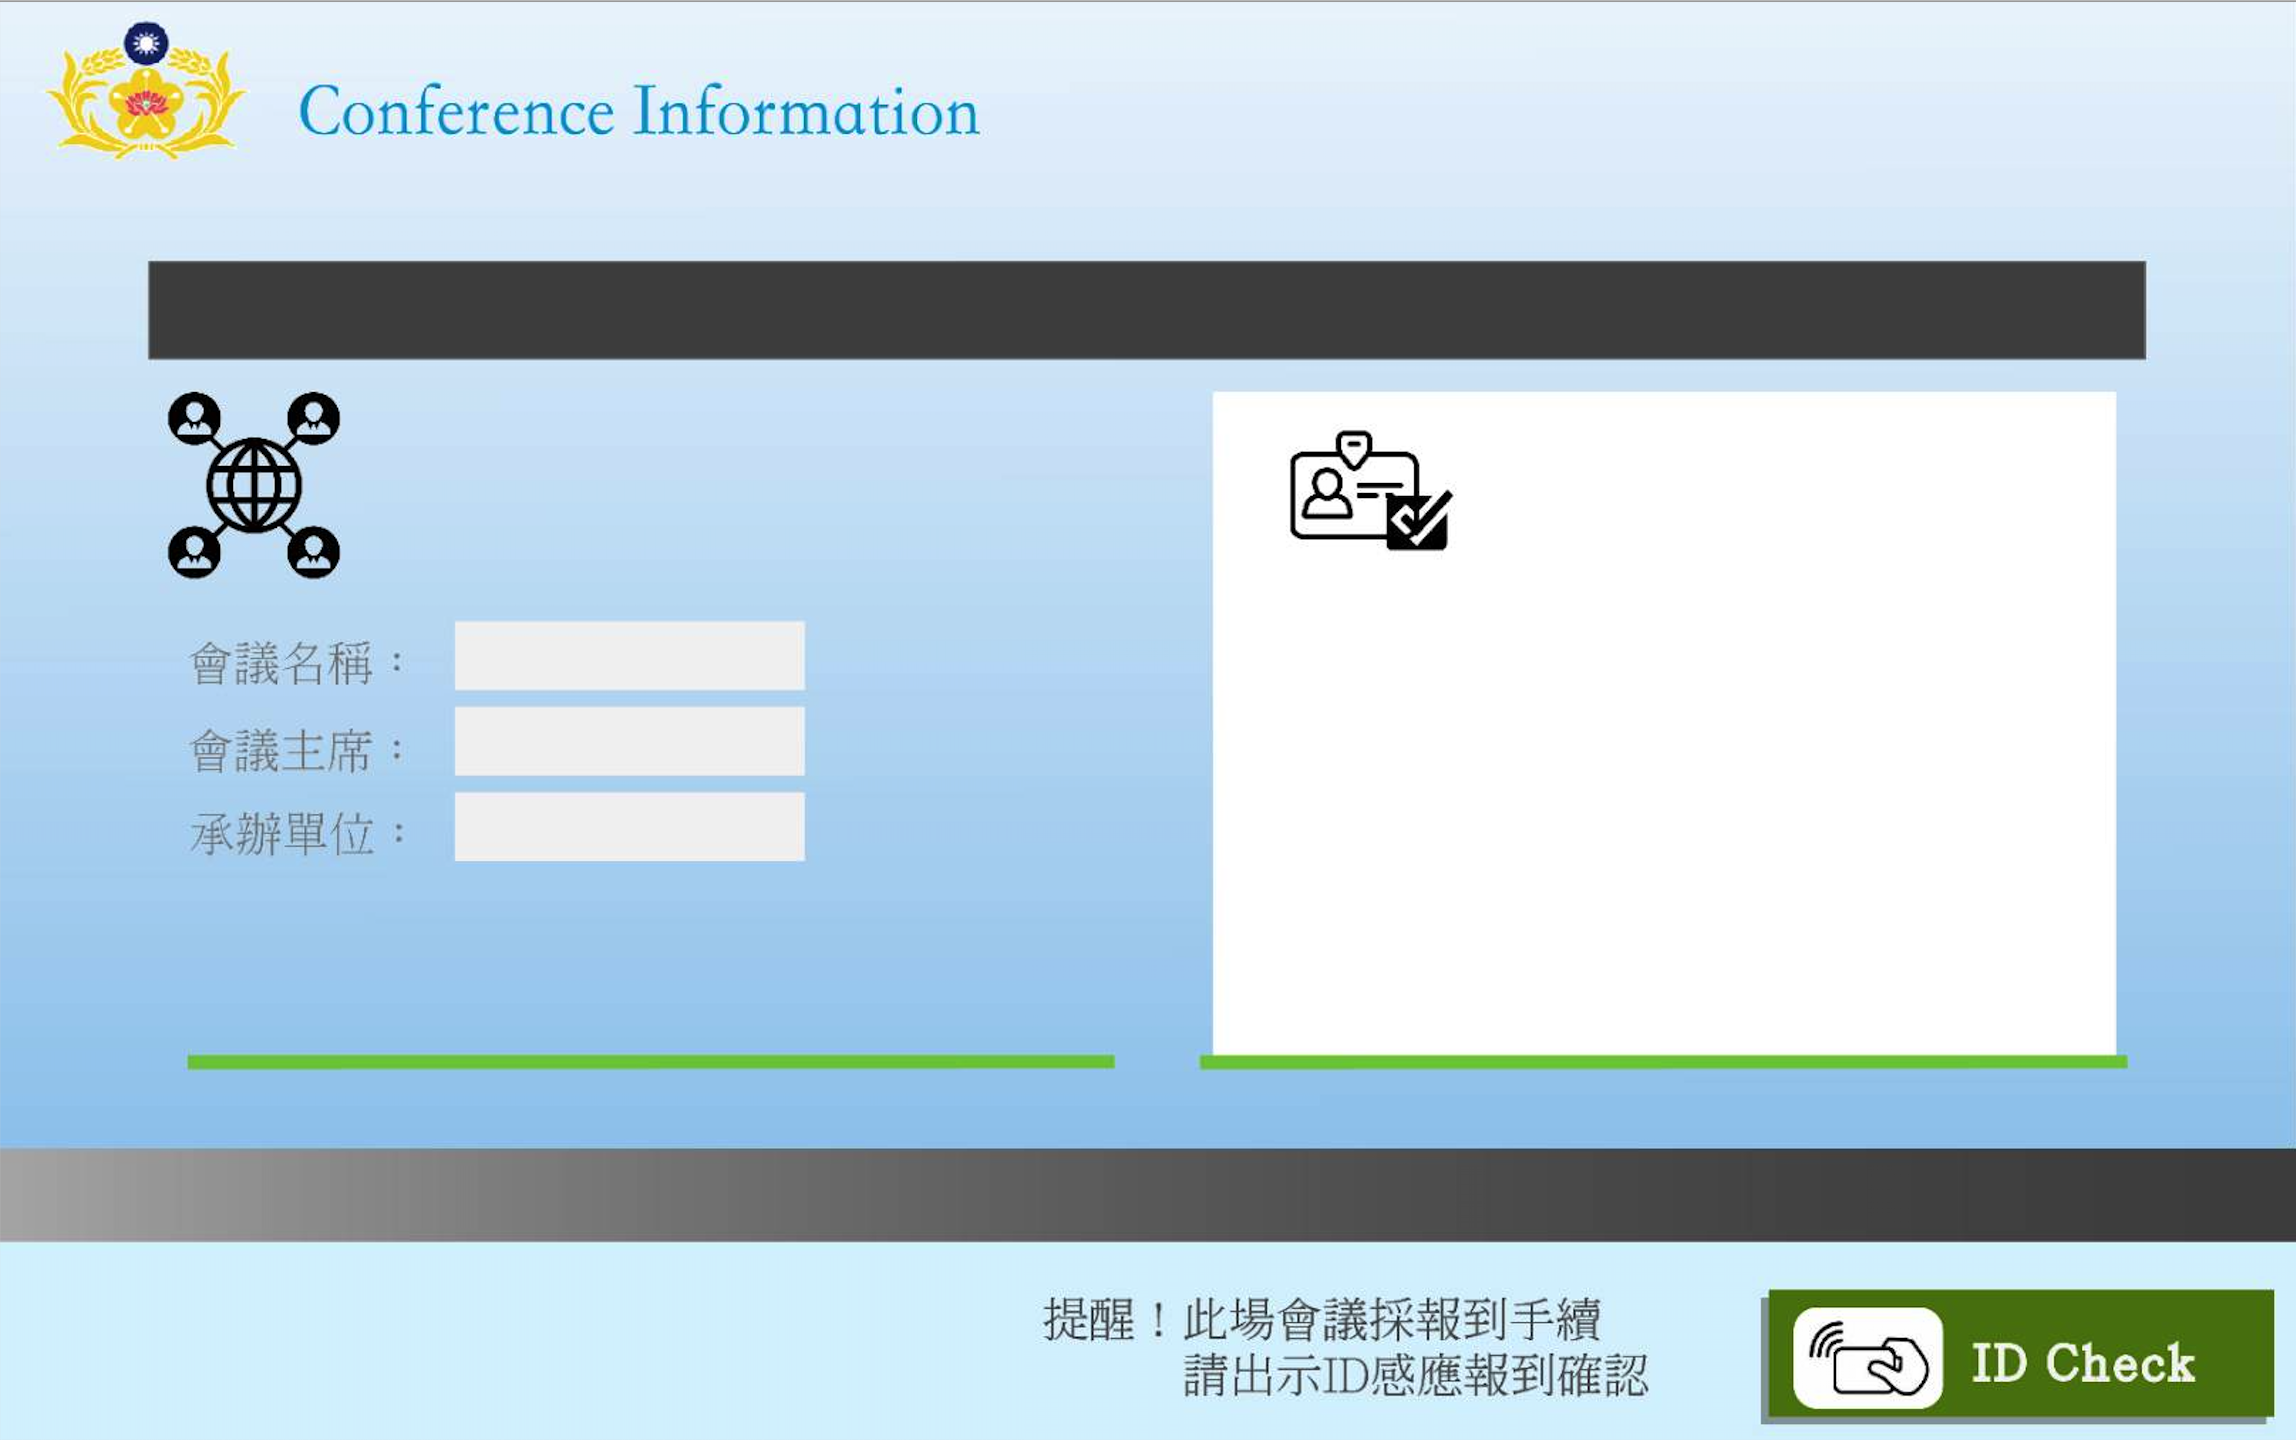 Conference Information
會議名稱：
會議主席：
承辦單位：
提醒！此場會議採報到手續
請出示ID感應報到確認
ID Check